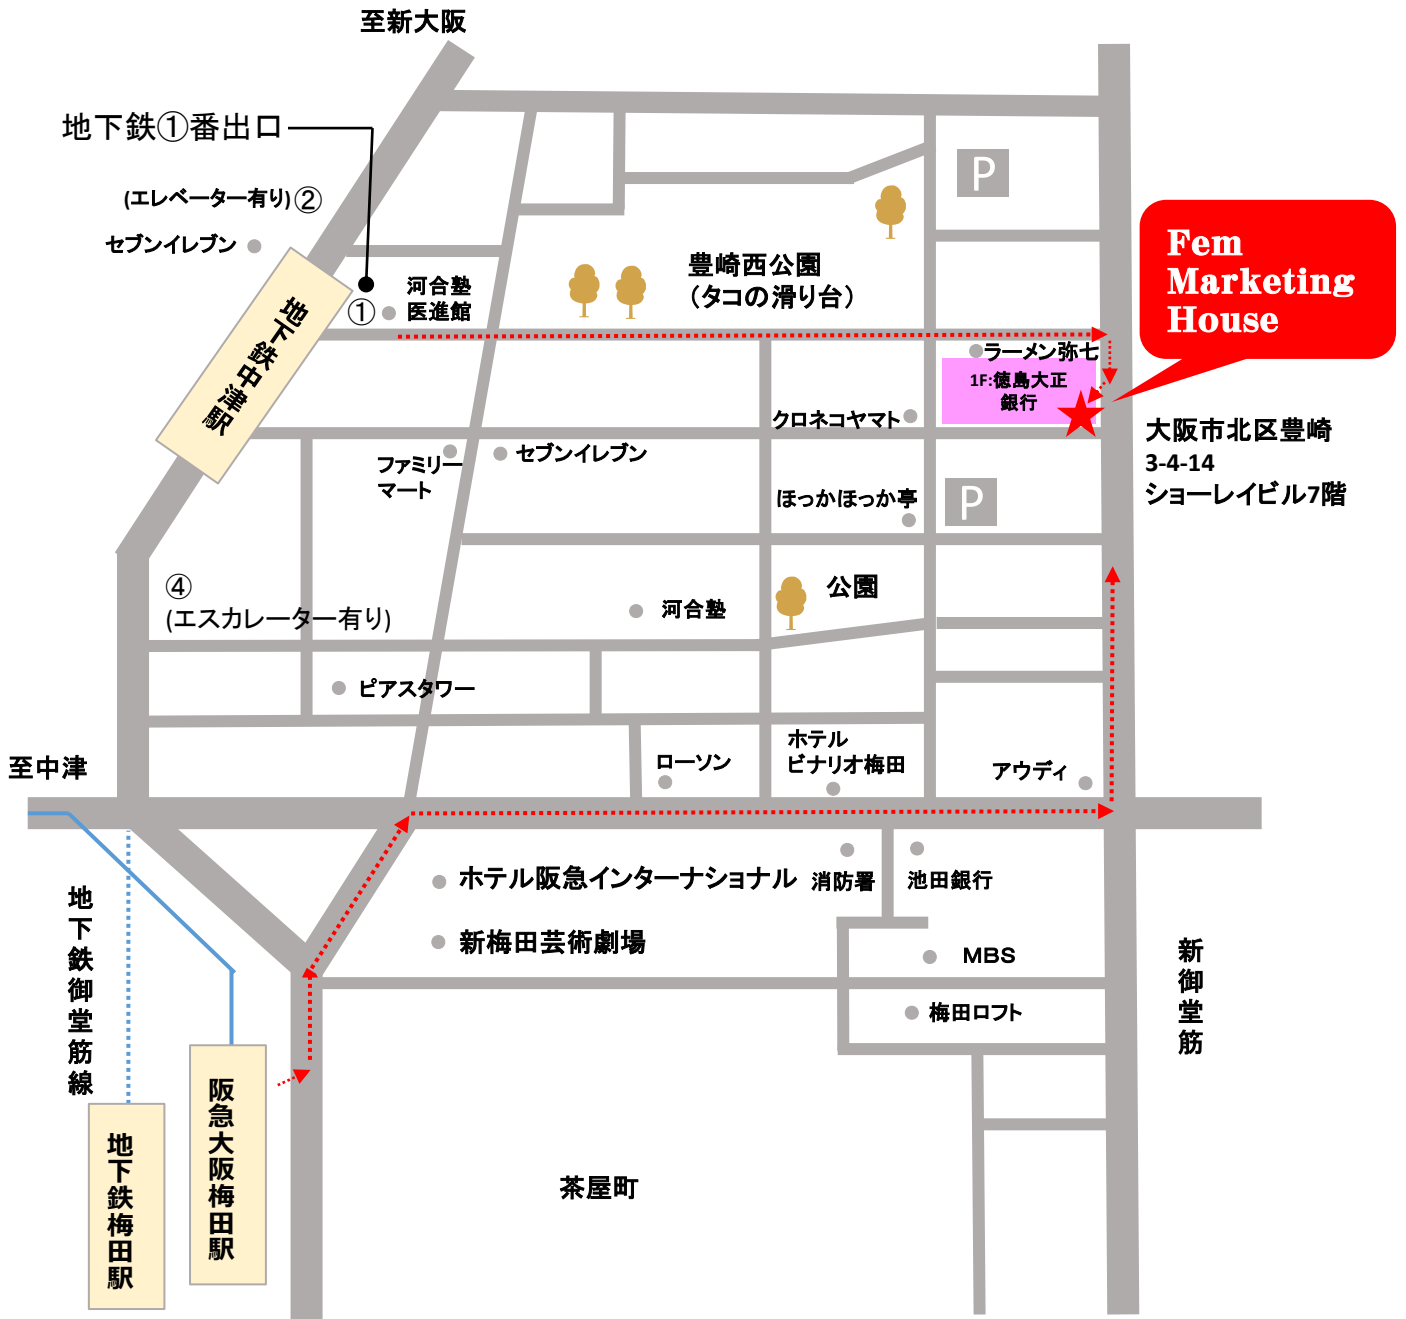 至新大阪
地下鉄①番出口
(エレベーター有り)②
セブンイレブン
P
Fem
Marketing
House
豊崎西公園
（タコの滑り台）
河合塾
医進館
①
地下鉄中津駅
ラーメン弥七
1F:徳島大正
銀行
クロネコヤマト
大阪市北区豊崎
3-4-14
ショーレイビル7階
ファミリー
マート
セブンイレブン
ほっかほっか亭
P
④
(エスカレーター有り)
河合塾
公園
ピアスタワー
至中津
ローソン
ホテル
ビナリオ梅田
アウディ
ホテル阪急インターナショナル
消防署
池田銀行
新梅田芸術劇場
MBS
梅田ロフト
新御堂筋
地下鉄御堂筋線
阪急大阪梅田駅
地下鉄梅田駅
茶屋町